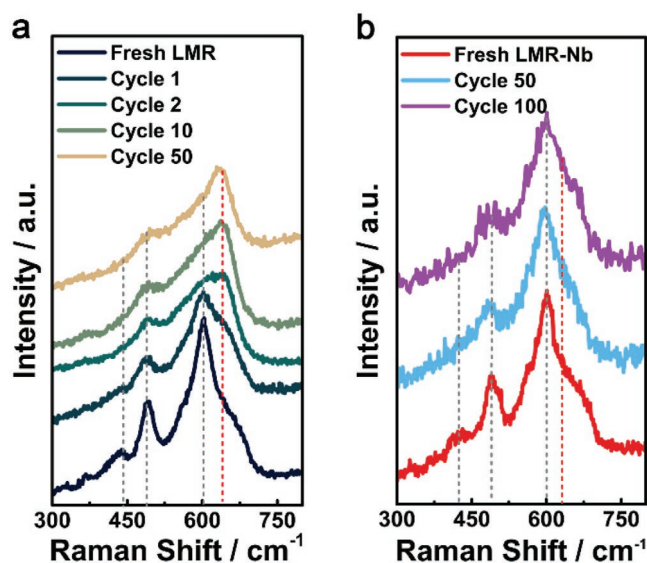 a
Fresh LMR
Cycle 1
Cycle 2
Cycle 10
Cycle 50
Intensity / a.u.
300 450 600 750
Raman Shift / cm-1
b
Fresh LMR-Nb
Cycle 50
Cycle 100
Intensity / a.u.
300 450 600 750
Raman Shift / cm-1